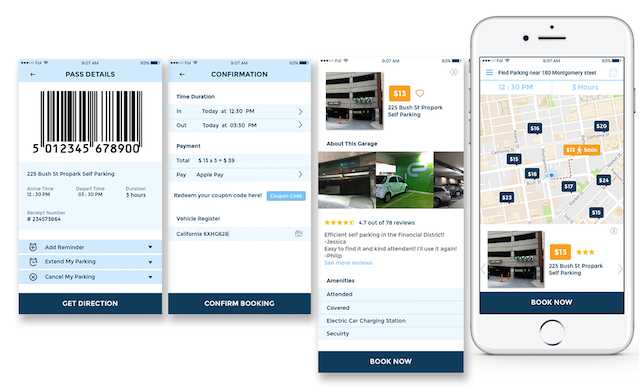 ●●●○○ Fol 9:07 AM 93%
PASS DETAILS
5 012345 678900
225 Bush St Propark Self Parking
Arrive Time Depart Time Duration
12 : 30 PM 03 : 30 PM 3 hours
Receipt Number
# 234573864
Add Reminder
Extend My Parking
Cancel My Parking
GET DIRECTION
●●●○○ Fol 9:07 AM 93%
CONFIRMATION
Time Duration
In Today at 12:30 PM
Out Today at 03:30 PM
Payment
Total $ 13 x 3 = $ 39
Pay Apple Pay
Redeem your coupon code here! Coupon Code
Vehicle Register
California 6XHG628
CONFIRM BOOKING
●●●○○ Fol 9:07 AM 93%
$13
225 Bush St Propark
Self Parking
About This Garage
4.7 out of 78 reviews
Efficient self parking in the Financial District!
-Jessica
Easy to find it and kind attendant! I'll use it again!
-Philip
See more reviews
Amenities
Attended
Covered
Electric Car Charging Station
Secuirty
BOOK NOW
●●●○○ Fol 9:07 AM 93%
Find Parking near 180 Montgomery steet
12 : 30 PM 3 Hours
$16
$20
$13 5min
$15
$18
$17
$24
$23
$15
$13
225 Bush St Propark
Self Parking
BOOK NOW